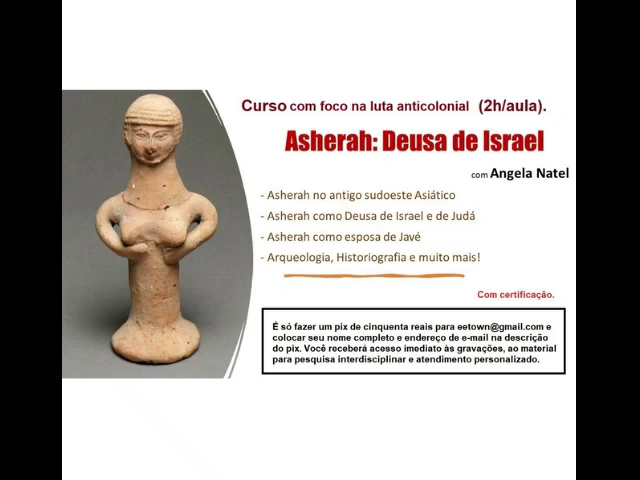 Curso com foco na luta anticolonial (2h/aula).
Asherah: Deusa de Israel
com Angela Natel
- Asherah no antigo sudoeste Asiático
- Asherah como Deusa de Israel e de Judá
- Asherah como esposa de Javé
- Arqueologia, Historiografia e muito mais!
Com certificação.
É só fazer um pix de cinquenta reais para eetown@gmail.com e
colocar seu nome completo e endereço de e-mail na descrição
do pix. Você receberá acesso imediato às gravações, ao material
para pesquisa interdisciplinar e atendimento personalizado.